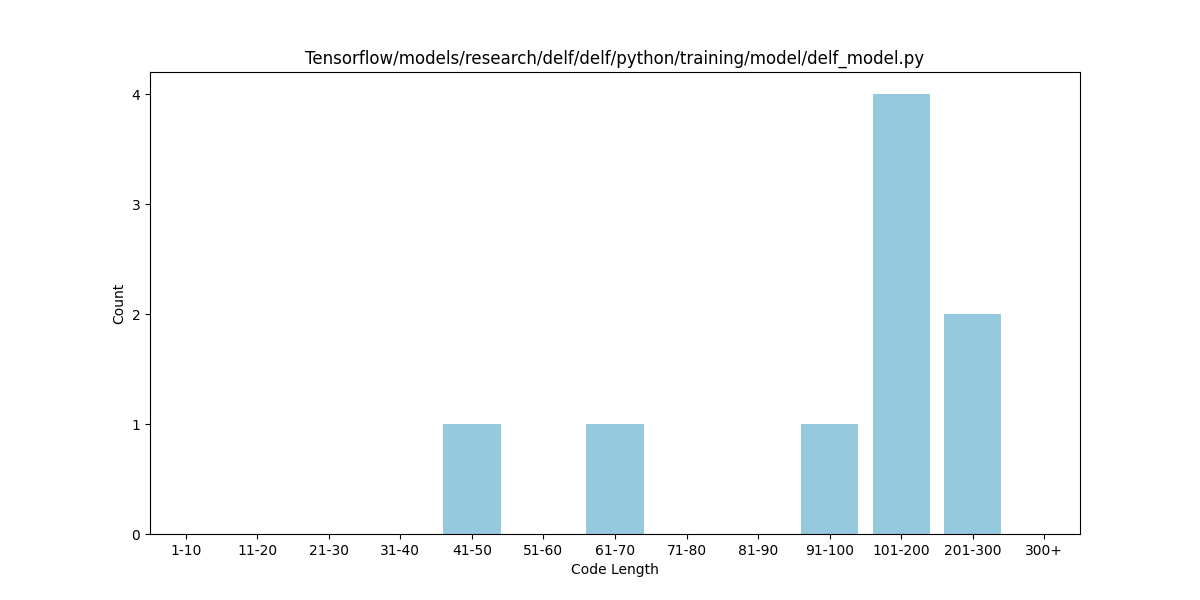 Tensorflow/models/research/delf/delf/python/training/model/delf_model.py
4
3
2
1
0
Count
1-10 11-20 21-30 31-40 41-50 51-60 61-70 71-80 81-90 91-100 101-200 201-300 300+
Code Length